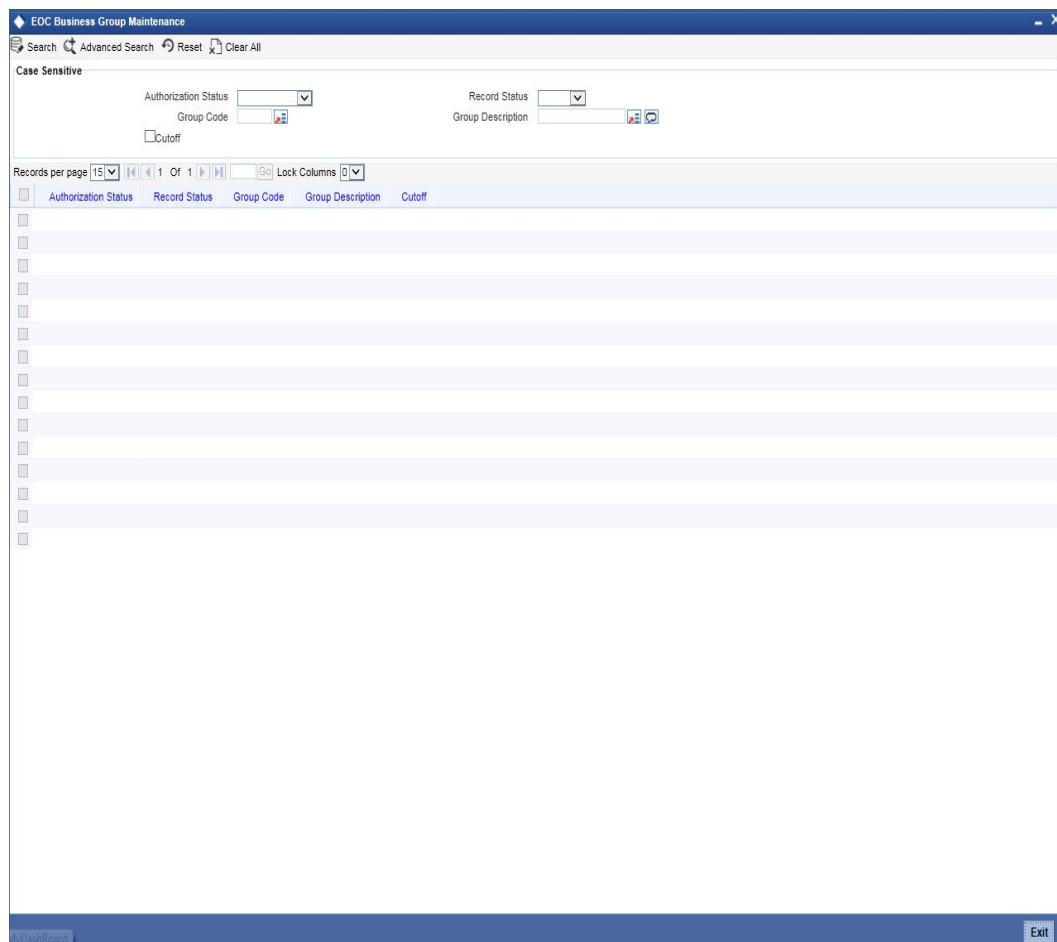 EOC Business Group Maintenance
Search Advanced Search Reset Clear All
Case Sensitive
Authorization Status Record Status
Group Code Group Description
Cutoff
Records per page 15 1 Of 1 Go Lock Columns 0
Authorization Status Record Status Group Code Group Description Cutoff
Exit